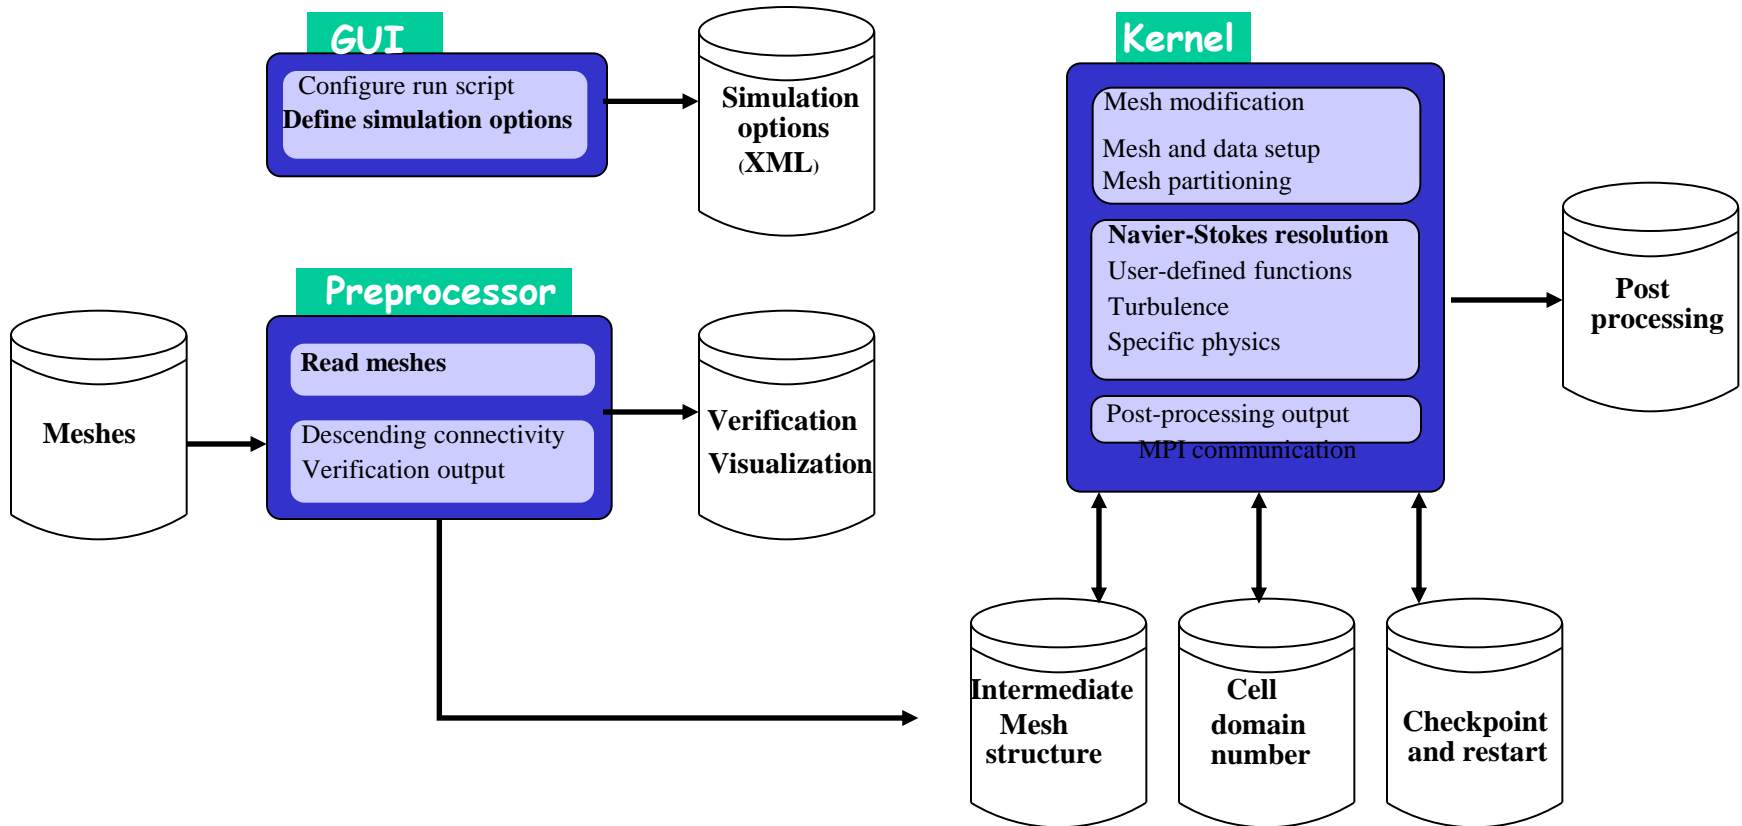 GUI
Configure run script
Define simulation options
Simulation
options
(XML)
Preprocessor
Meshes
Read meshes
Descending connectivity
Verification output
Verification
Visualization
Kernel
Mesh modification
Mesh and data setup
Mesh partitioning
Navier-Stokes resolution
User-defined functions
Turbulence
Specific physics
Post-processing output
MPI communication
Post
processing
Intermediate
Mesh
structure
Cell
domain
number
Checkpoint
and restart